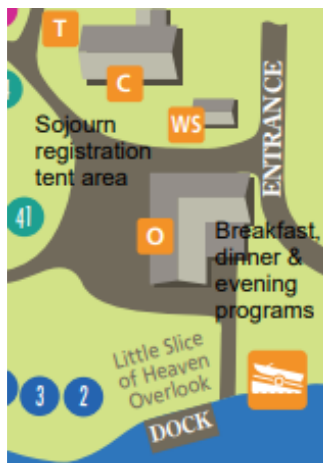 T
C
WS
Sojourn
registration
tent area
ENTRANCE
41
O
Breakfast,
dinner &
evening
programs
Little Slice
of Heaven
Overlook
3
2
DOCK